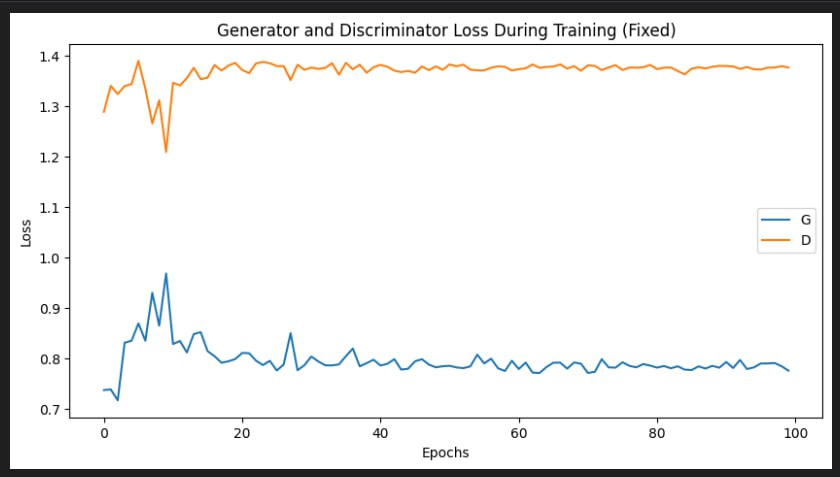 Generator and Discriminator Loss During Training (Fixed)
1.4
1.3
1.2
1.1
1.0
0.9
0.8
0.7
Loss
G
D
0 20 40 60 80 100
Epochs